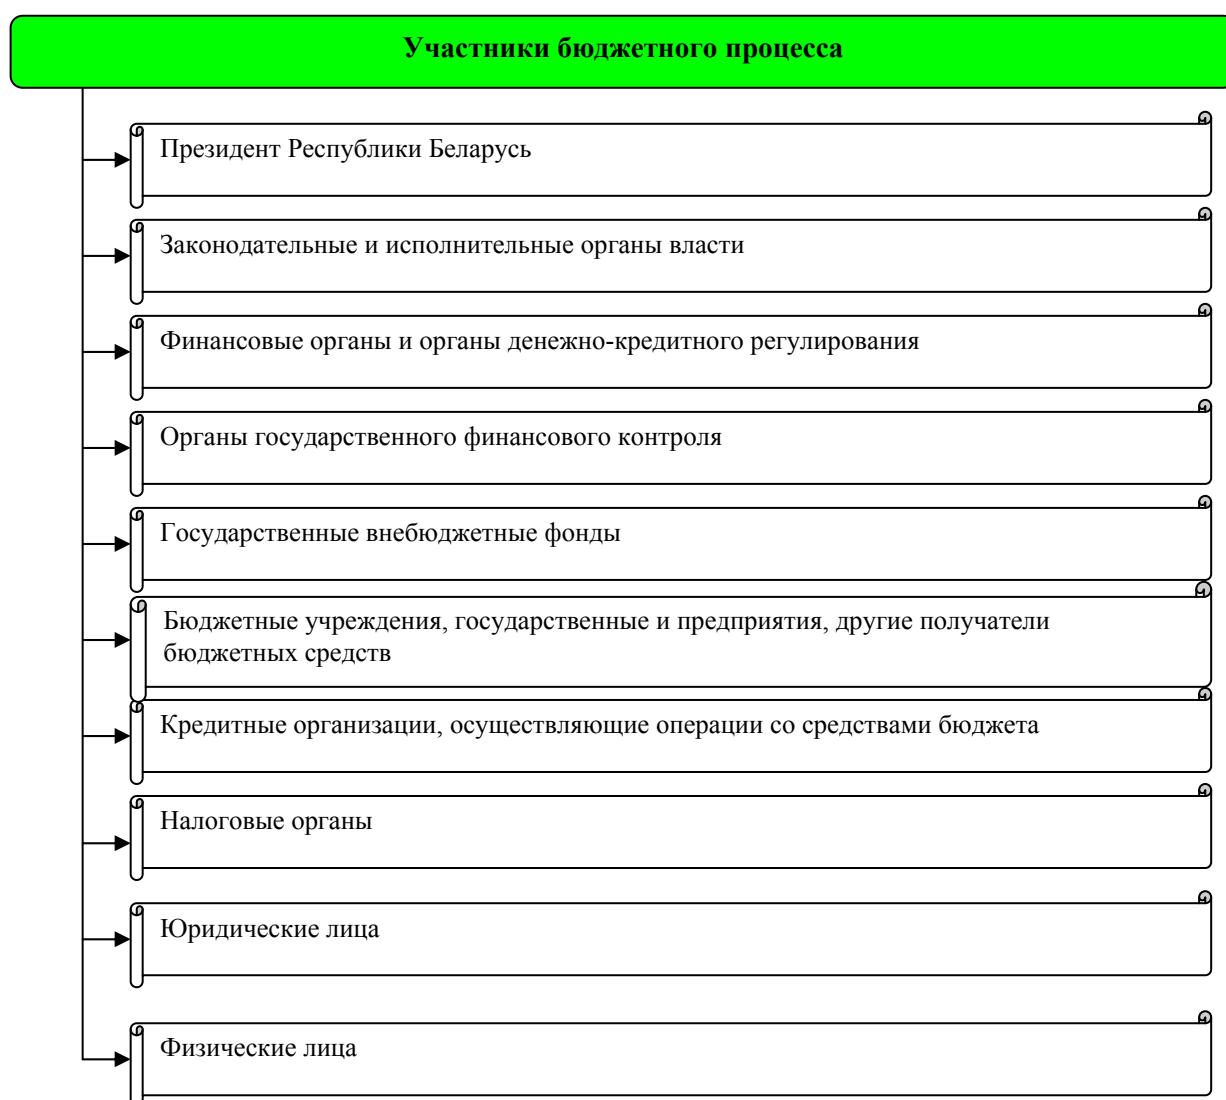 Участники бюджетного процесса
Президент Республики Беларусь
Законодательные и исполнительные органы власти
Финансовые органы и органы денежно-кредитного регулирования
Органы государственного финансового контроля
Государственные внебюджетные фонды
Бюджетные учреждения, государственные и предприятия, другие получатели
бюджетных средств
Кредитные организации, осуществляющие операции со средствами бюджета
Налоговые органы
Юридические лица
Физические лица